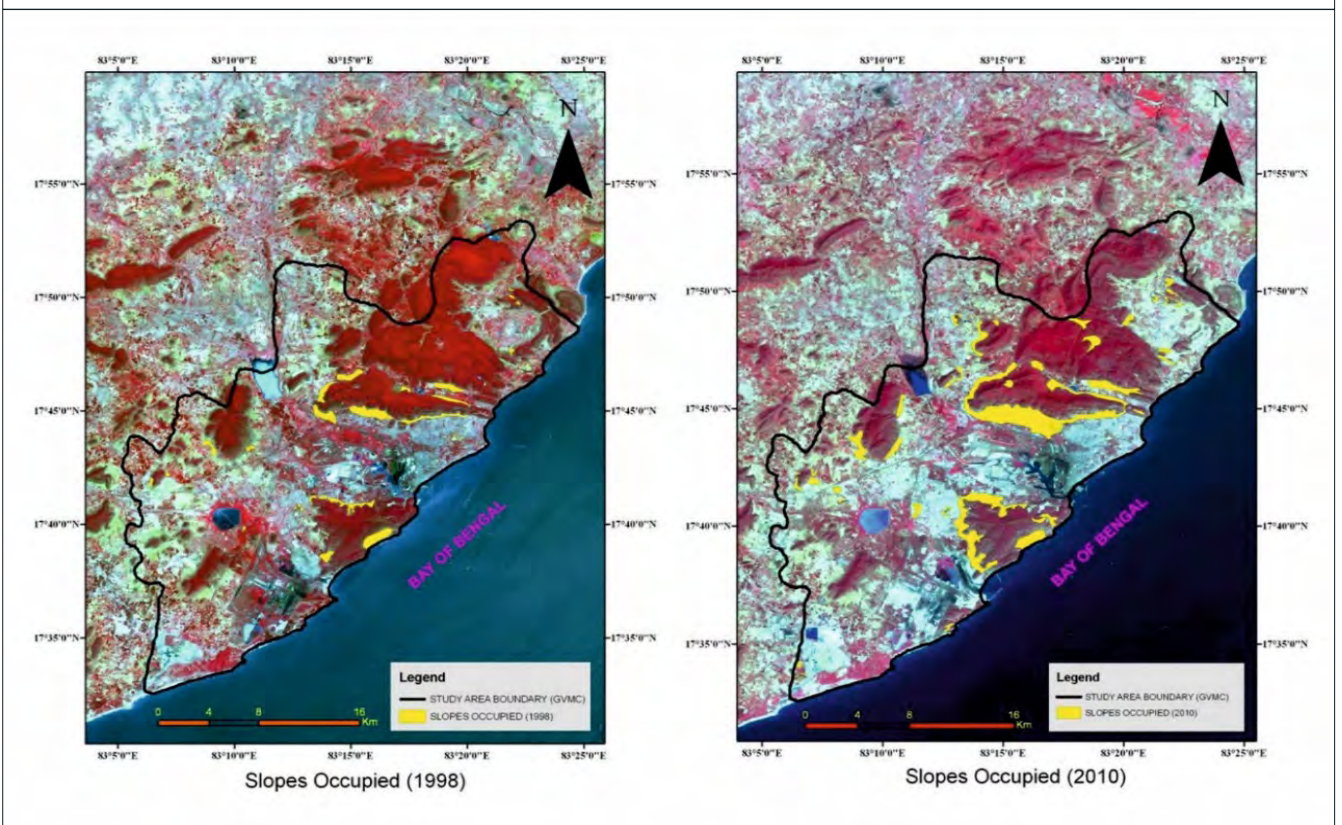 83°5'0"E 83°10'0"E 83°15'0"E 83°20'0"E 83°25'0"E
N
17°55'0"N 17°55'0"N
17°50'0"N 17°50'0"N
17°45'0"N 17°45'0"N
17°40'0"N 17°40'0"N
17°35'0"N 17°35'0"N
BAY OF BENGAL
Legend
STUDY AREA BOUNDARY (GVMC)
SLOPES OCCUPIED (1998)
0 4 8 16
Km
83°5'0"E 83°10'0"E 83°15'0"E 83°20'0"E 83°25'0"E
Slopes Occupied (1998)
83°5'0"E 83°10'0"E 83°15'0"E 83°20'0"E 83°25'0"E
N
17°55'0"N 17°55'0"N
17°50'0"N 17°50'0"N
17°45'0"N 17°45'0"N
17°40'0"N 17°40'0"N
17°35'0"N 17°35'0"N
BAY OF BENGAL
Legend
STUDY AREA BOUNDARY (GVMC)
SLOPES OCCUPIED (2010)
0 4 8 16
Km
83°5'0"E 83°10'0"E 83°15'0"E 83°20'0"E 83°25'0"E
Slopes Occupied (2010)